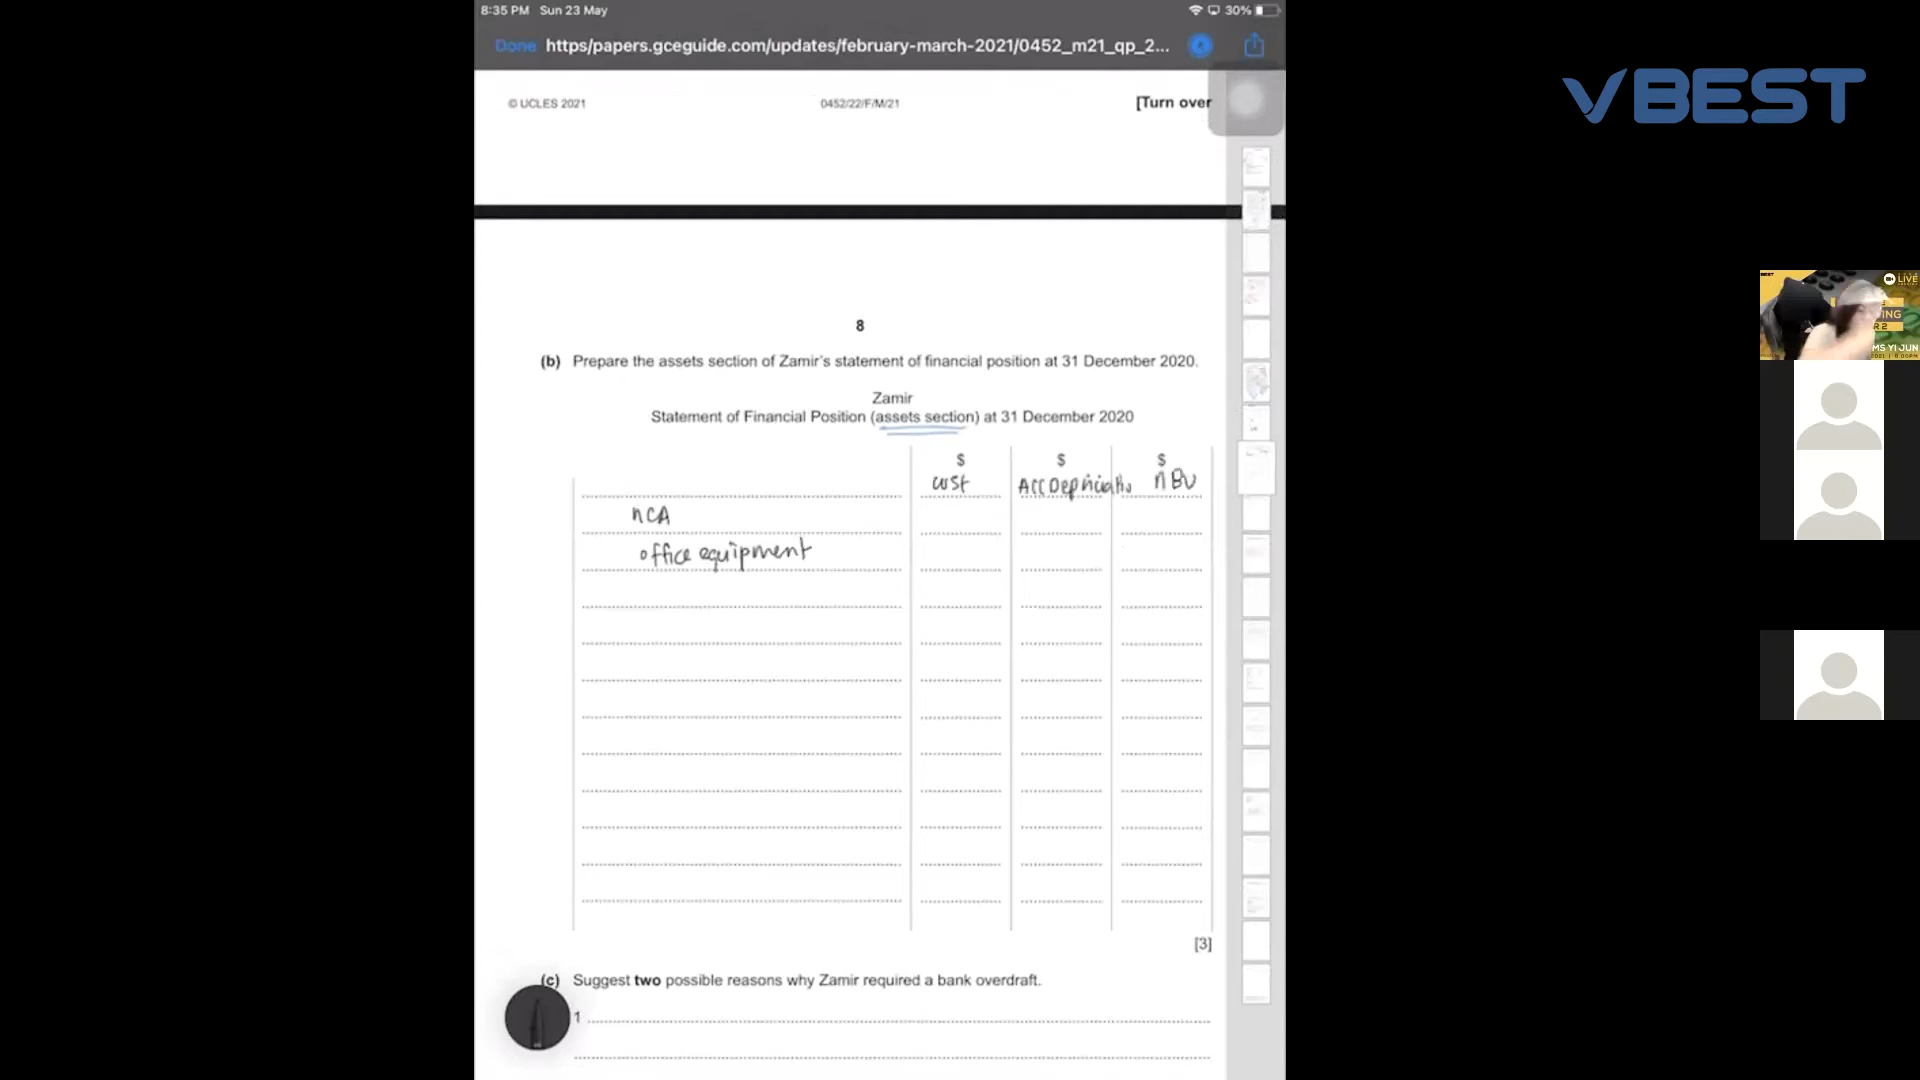 8:35 PM Sun 23 May
30%
Done https/papers.gceguide.com/updates/february-march-2021/0452_m21_qp_2...
VBEST
© UCLES 2021
0452/22/F/M/21
[Turn over
8
(b) Prepare the assets section of Zamir's statement of financial position at 31 December 2020.
Zamir
Statement of Financial Position (assets section) at 31 December 2020
$ $ $
cost Acc Depreciatn NBV
NCA
office equipment
[3]
(c) Suggest two possible reasons why Zamir required a bank overdraft.
1
LIVE
MS YI JUN